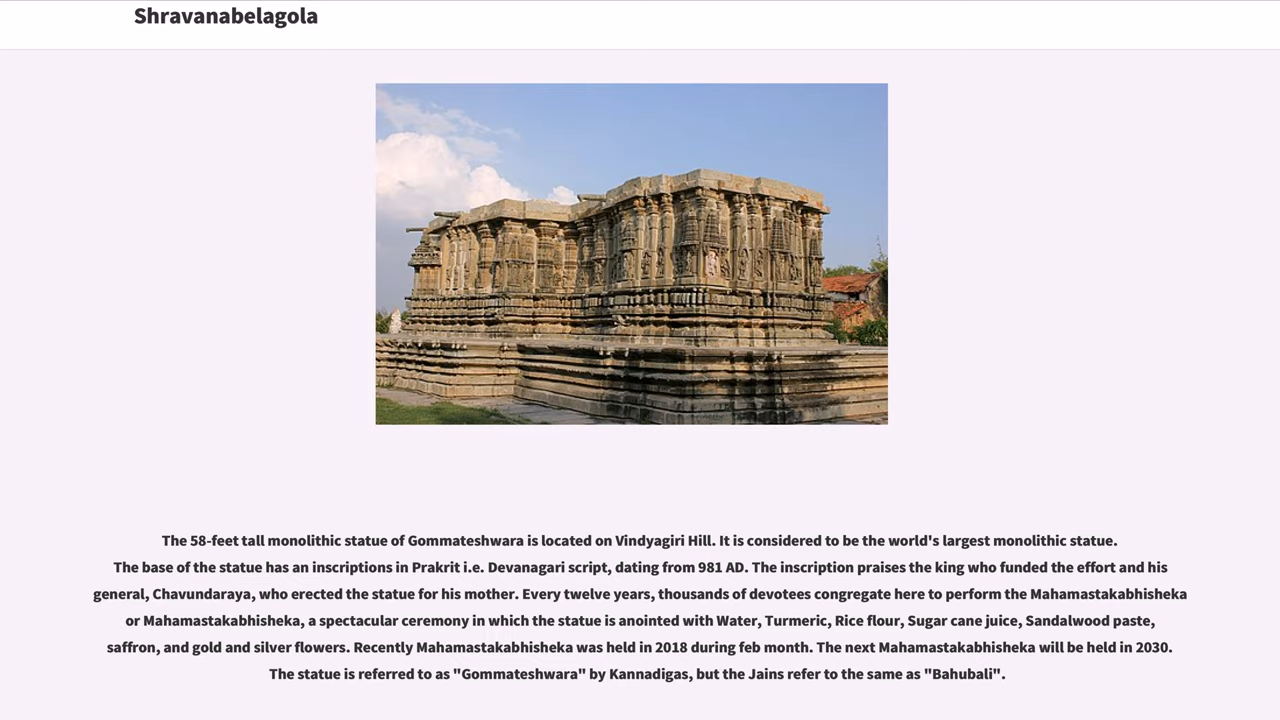 Shravanabelagola
The 58-feet tall monolithic statue of Gommateshwara is located on Vindyagiri Hill. It is considered to be the world's largest monolithic statue.
The base of the statue has an inscriptions in Prakrit i.e. Devanagari script, dating from 981 AD. The inscription praises the king who funded the effort and his
general, Chavundaraya, who erected the statue for his mother. Every twelve years, thousands of devotees congregate here to perform the Mahamastakabhisheka
or Mahamastakabhisheka, a spectacular ceremony in which the statue is anointed with Water, Turmeric, Rice flour, Sugar cane juice, Sandalwood paste,
saffron, and gold and silver flowers. Recently Mahamastakabhisheka was held in 2018 during feb month. The next Mahamastakabhisheka will be held in 2030.
The statue is referred to as "Gommateshwara" by Kannadigas, but the Jains refer to the same as "Bahubali".